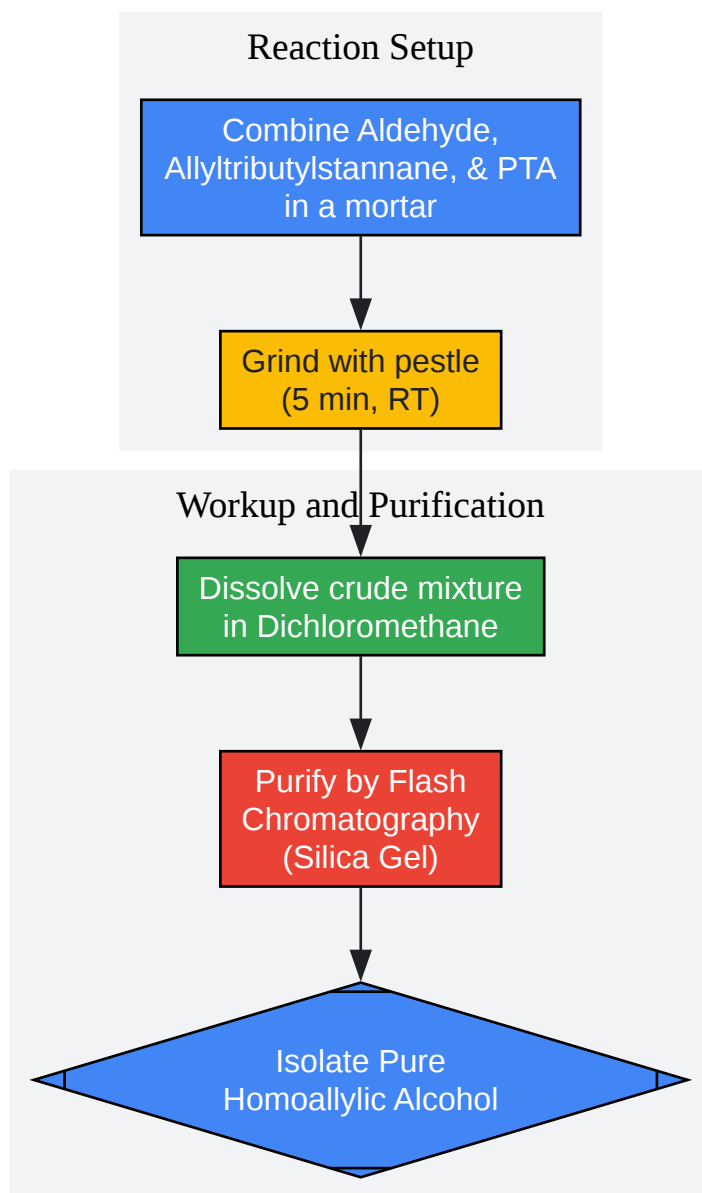 Reaction Setup
Combine Aldehyde,
Allyltributylstannane, & PTA
in a mortar
Grind with pestle
(5 min, RT)
Workup and Purification
Dissolve crude mixture
in Dichloromethane
Purify by Flash
Chromatography
(Silica Gel)
Isolate Pure
Homoallylic Alcohol